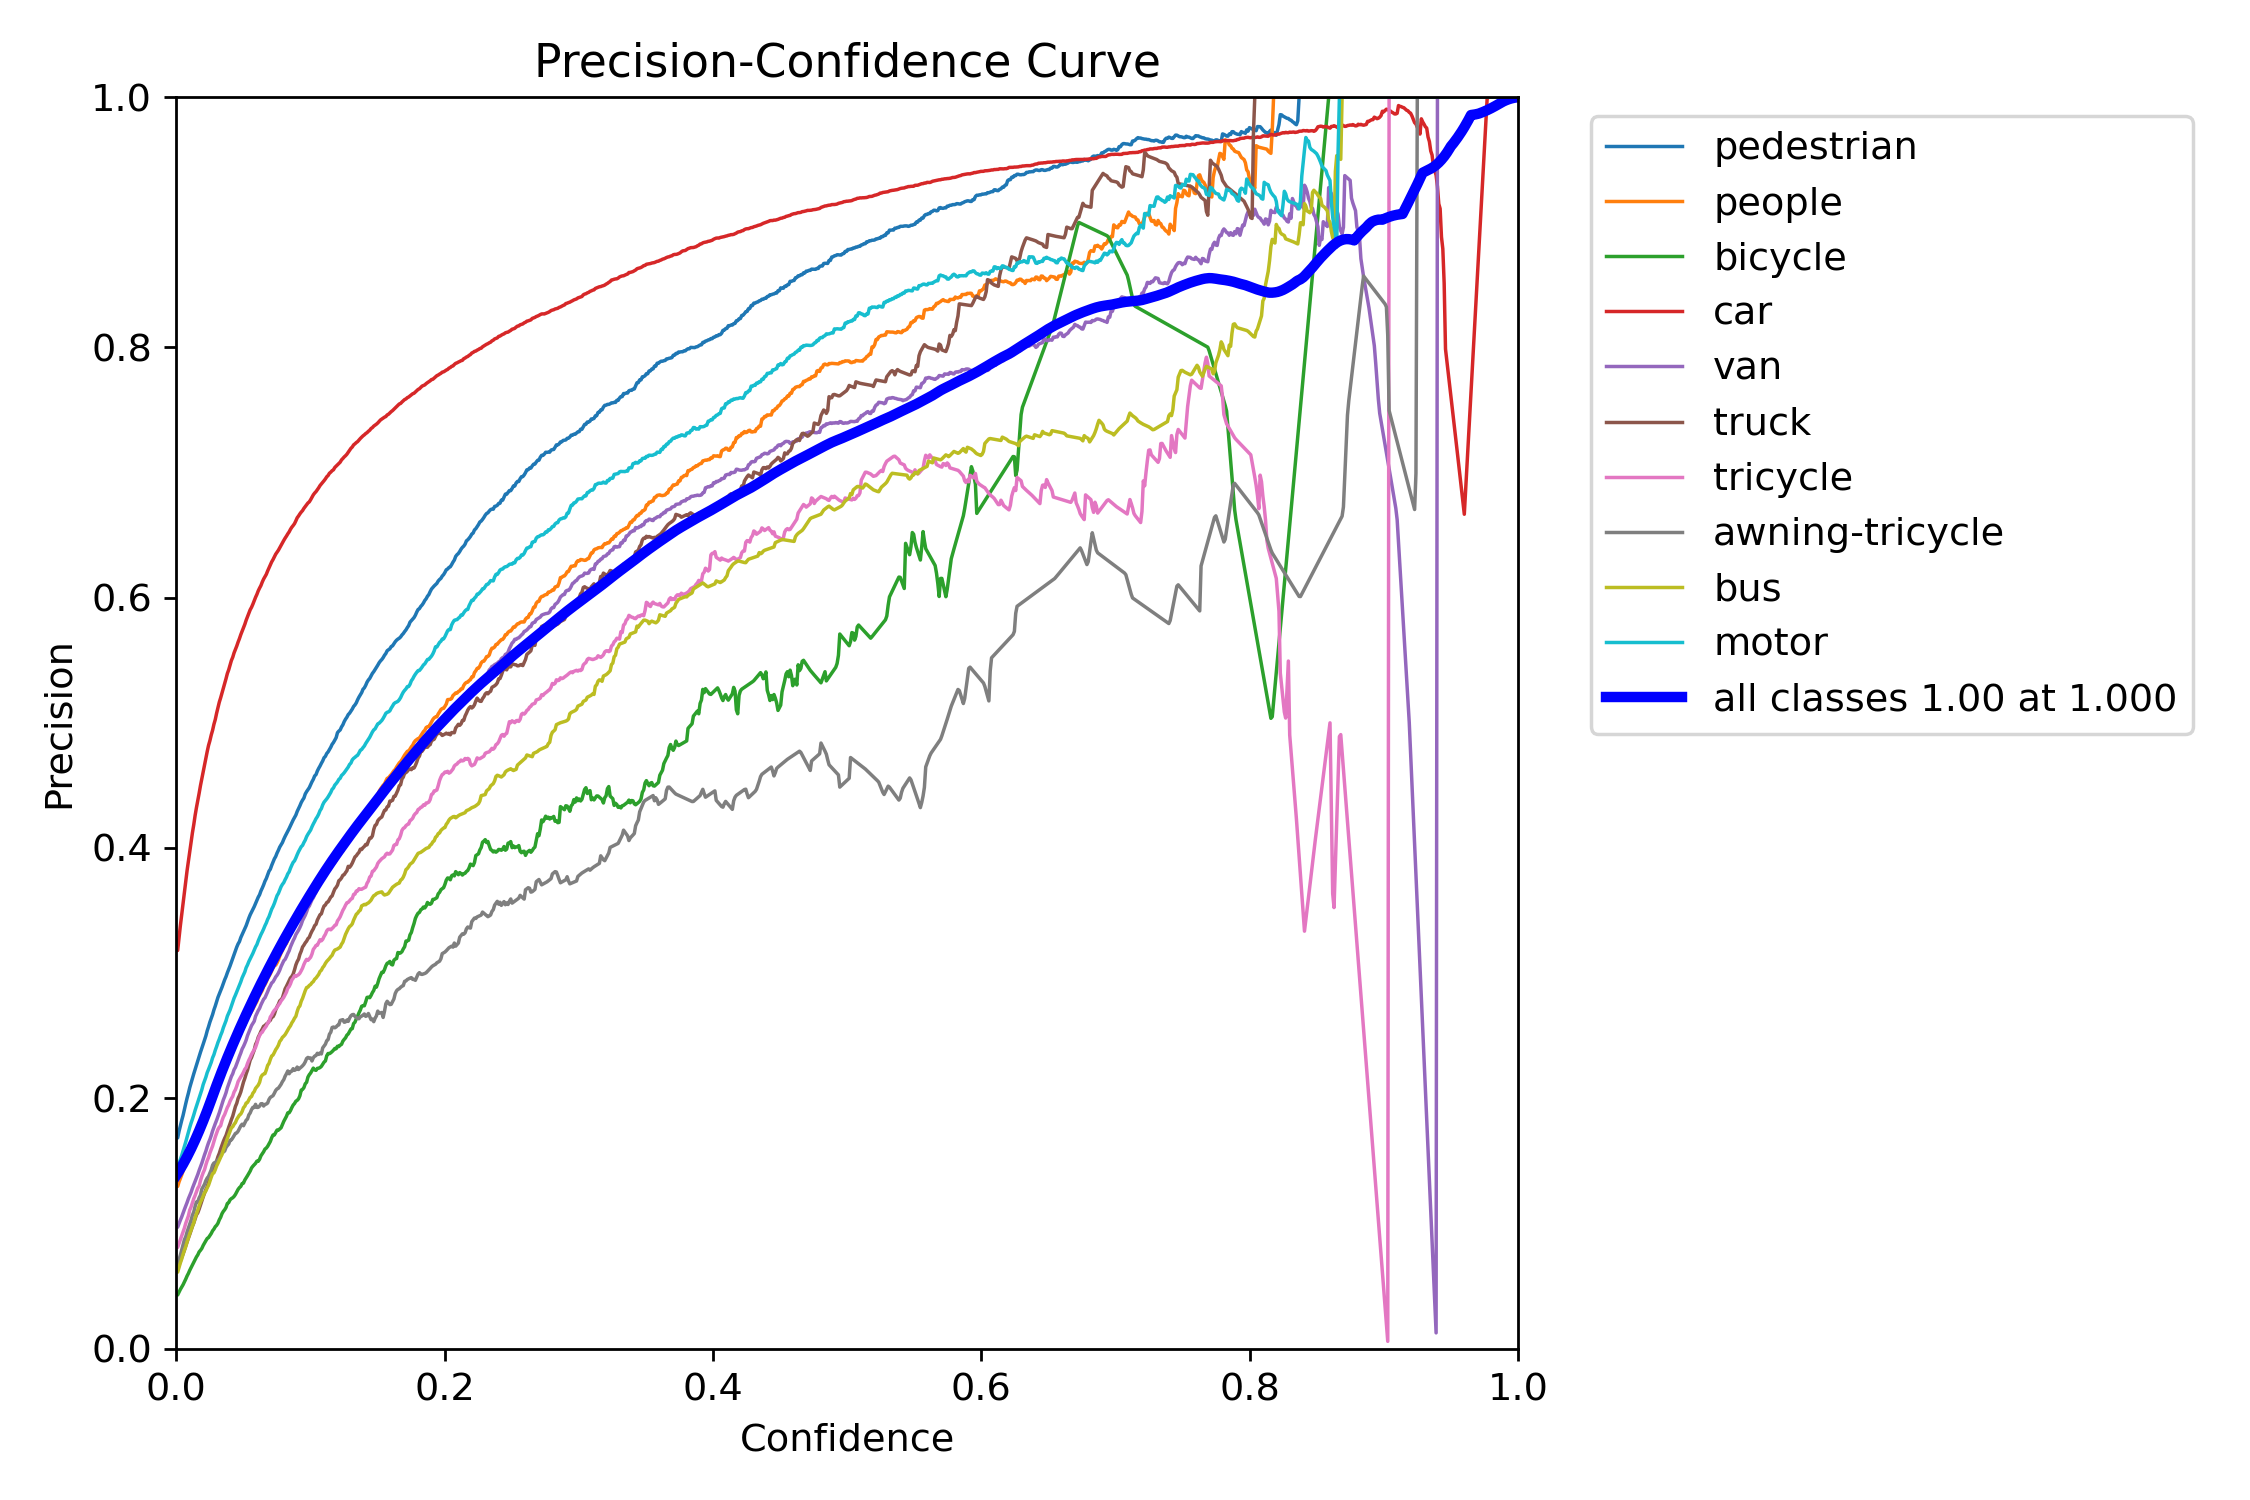 Precision-Confidence Curve
1.0
0.8
0.6
0.4
0.2
0.0
Precision
0.0 0.2 0.4 0.6 0.8 1.0
Confidence
pedestrian
people
bicycle
car
van
truck
tricycle
awning-tricycle
bus
motor
all classes 1.00 at 1.000